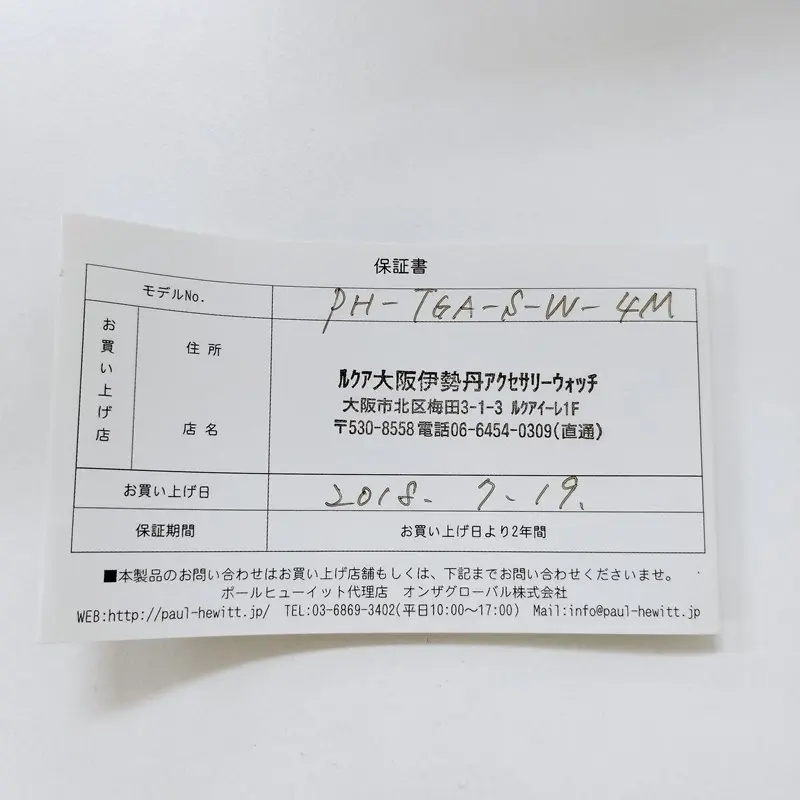 保証書
モデルNo. PH-TGA-S-W-4M
お買い上げ店
住所
ルクア大阪伊勢丹アクセサリーウォッチ
大阪市北区梅田3-1-3 ルクアイーレ1F
店名
〒530-8558 電話06-6454-0309(直通)
お買い上げ日 2018. 7. 19.
保証期間 お買い上げ日より2年間
■本製品のお問い合わせはお買い上げ店舗もしくは、下記までお問い合わせくださいませ。
ポールヒューイット代理店 オンザグローバル株式会社
WEB:http://paul-hewitt.jp/ TEL:03-6869-3402(平日10:00〜17:00) Mail:info@paul-hewitt.jp